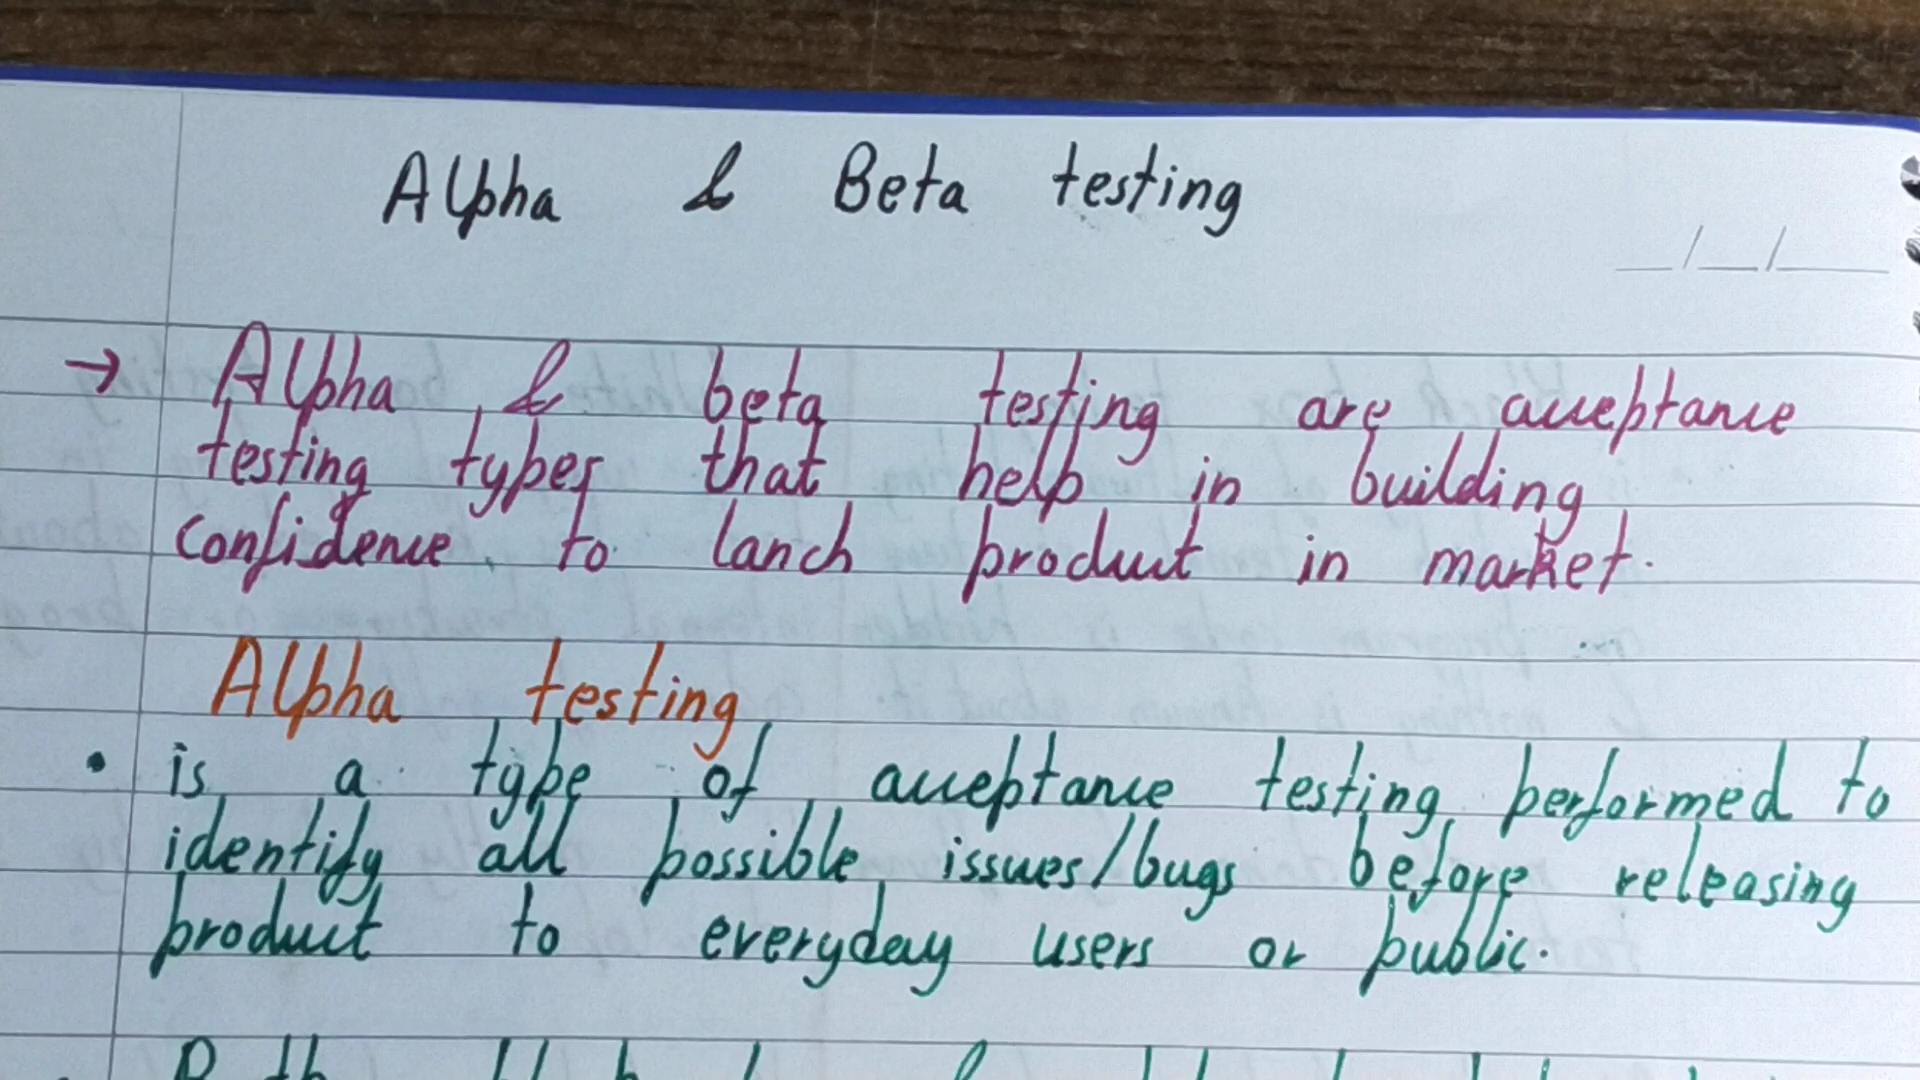 Alpha & Beta testing
_/_/_
→ Alpha & beta testing are acceptance
testing types that help in building
confidence to lanch product in market.
Alpha testing
• is a type of acceptance testing performed to
identify all possible issues/bugs before releasing
product to everyday users or public.